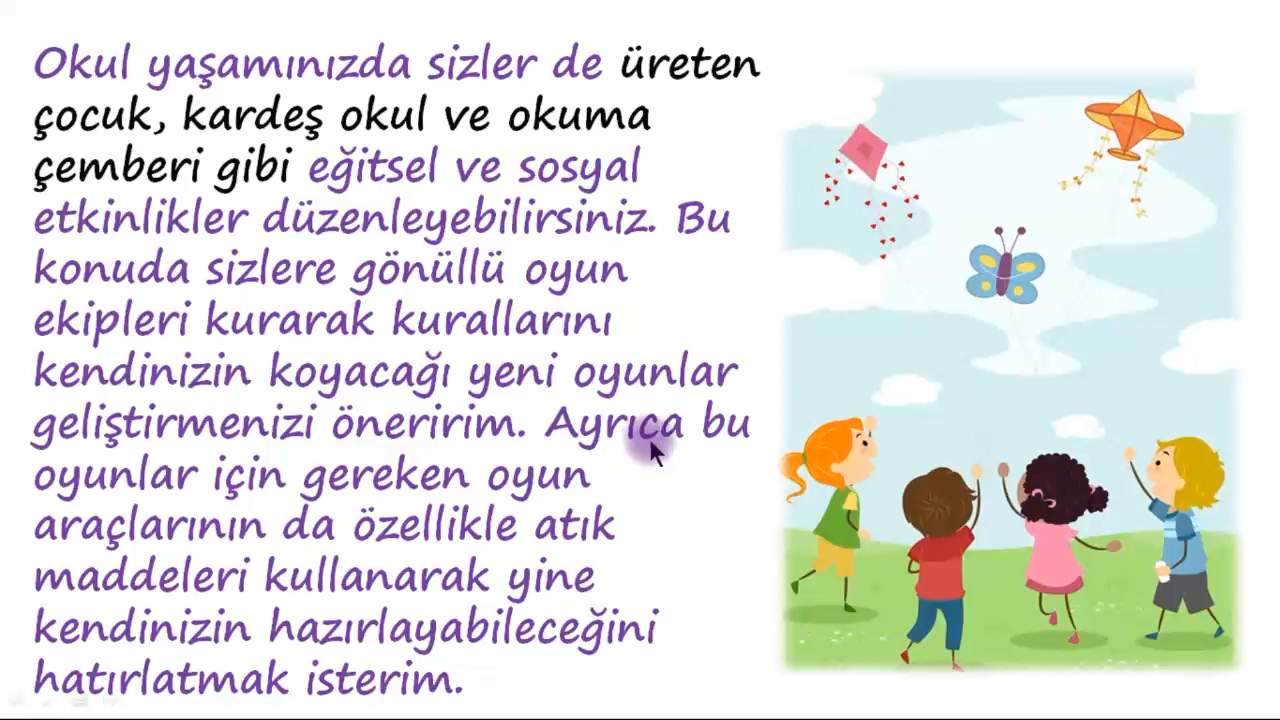 Okul yaşamınızda sizler de üreten
çocuk, kardeş okul ve okuma
çemberi gibi eğitsel ve sosyal
etkinlikler düzenleyebilirsiniz. Bu
konuda sizlere gönüllü oyun
ekipleri kurarak kurallarını
kendinizin koyacağı yeni oyunlar
geliştirmenizi öneririm. Ayrıca bu
oyunlar için gereken oyun
araçlarının da özellikle atık
maddeleri kullanarak yine
kendinizin hazırlayabileceğini
hatırlatmak isterim.